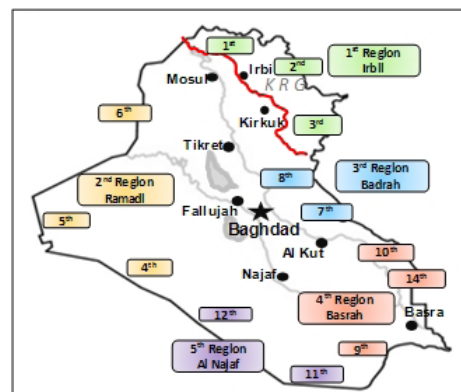 1st
Irbi
2nd
1st Region
Irbil
Mosul
KRG
6th
Kirkuk
3rd
Tikret
8th
3rd Region
Badrah
2nd Region
Ramadi
Fallujah
5th
7th
Baghdad
Al Kut
10th
4th
Najaf
14th
12th
4th Region
Basrah
Basra
5th Region
Al Najaf
9th
11th